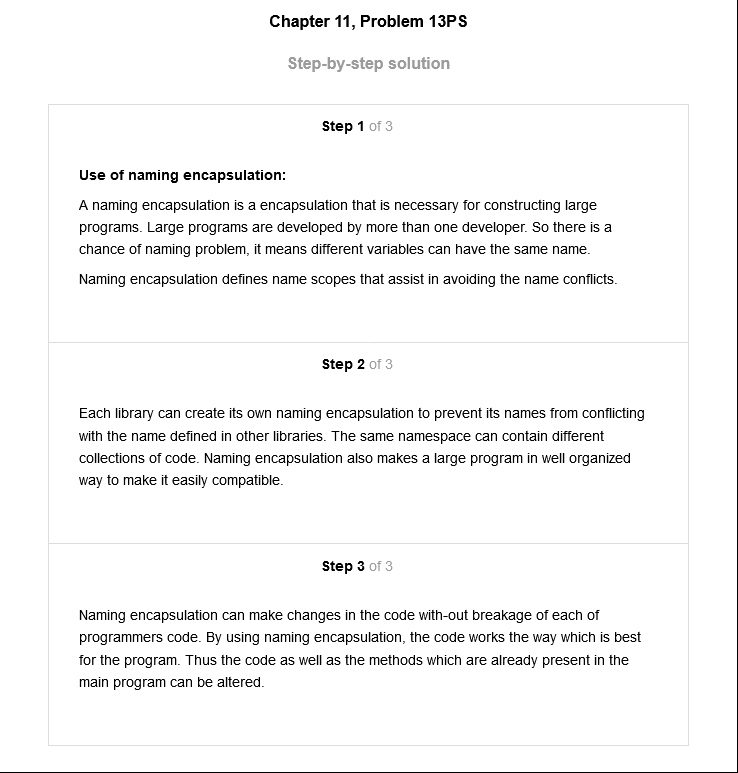 Chapter 11, Problem 13PS
Step-by-step solution
Step 1 of 3
Use of naming encapsulation:
A naming encapsulation is a encapsulation that is necessary for constructing large
programs. Large programs are developed by more than one developer. So there is a
chance of naming problem, it means different variables can have the same name.
Naming encapsulation defines name scopes that assist in avoiding the name conflicts.
Step 2 of 3
Each library can create its own naming encapsulation to prevent its names from conflicting
with the name defined in other libraries. The same namespace can contain different
collections of code. Naming encapsulation also makes a large program in well organized
way to make it easily compatible.
Step 3 of 3
Naming encapsulation can make changes in the code with-out breakage of each of
programmers code. By using naming encapsulation, the code works the way which is best
for the program. Thus the code as well as the methods which are already present in the
main program can be altered.